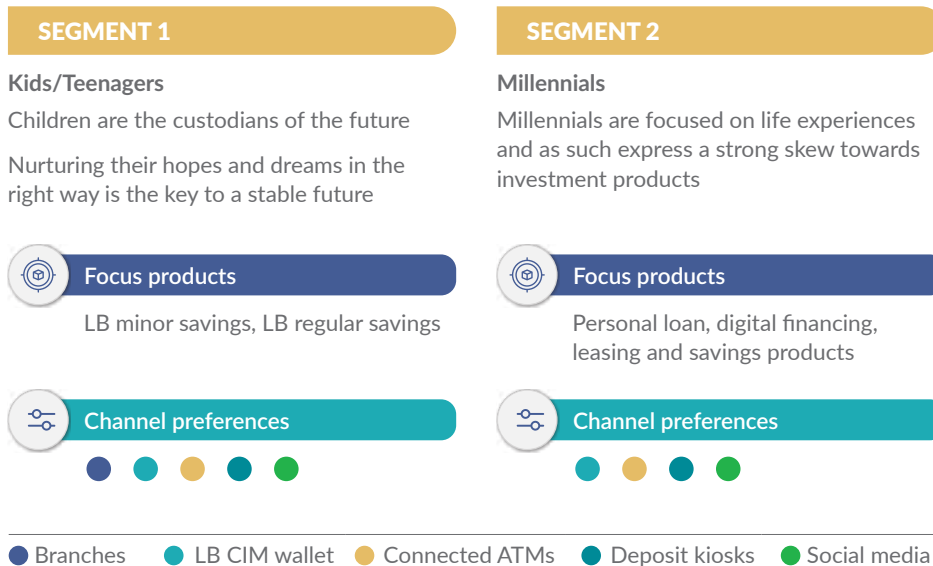 SEGMENT 1
Kids/Teenagers
Children are the custodians of the future
Nurturing their hopes and dreams in the
right way is the key to a stable future
Focus products
LB minor savings, LB regular savings
Channel preferences
SEGMENT 2
Millennials
Millennials are focused on life experiences
and as such express a strong skew towards
investment products
Focus products
Personal loan, digital financing,
leasing and savings products
Channel preferences
Branches LB CIM wallet Connected ATMs Deposit kiosks Social media